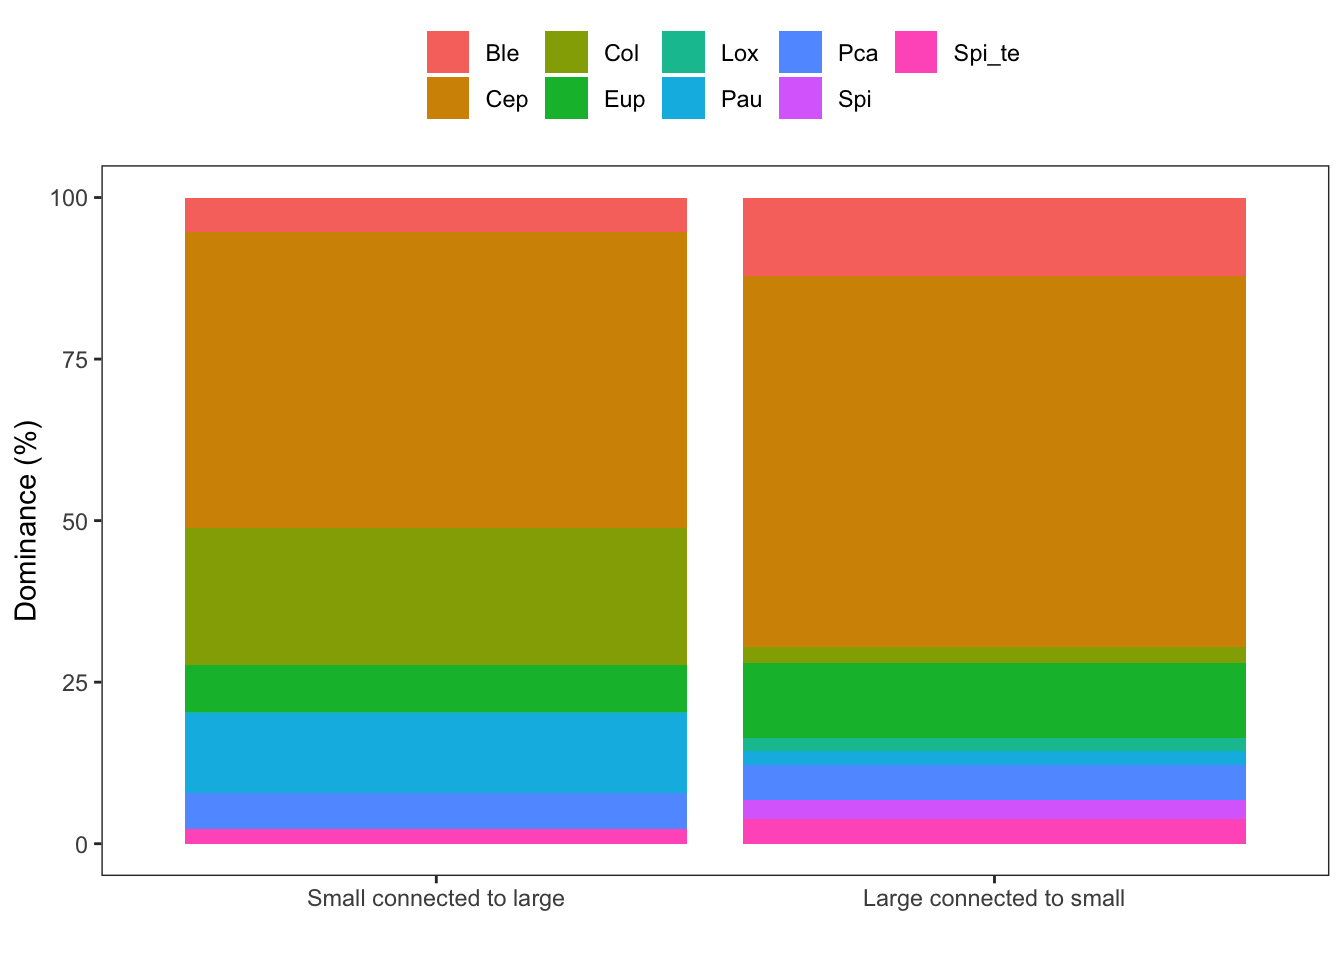 Ble Col Lox Pca Spi_te
Cep Eup Pau Spi
100
75
50
25
0
Dominance (%)
Small connected to large Large connected to small